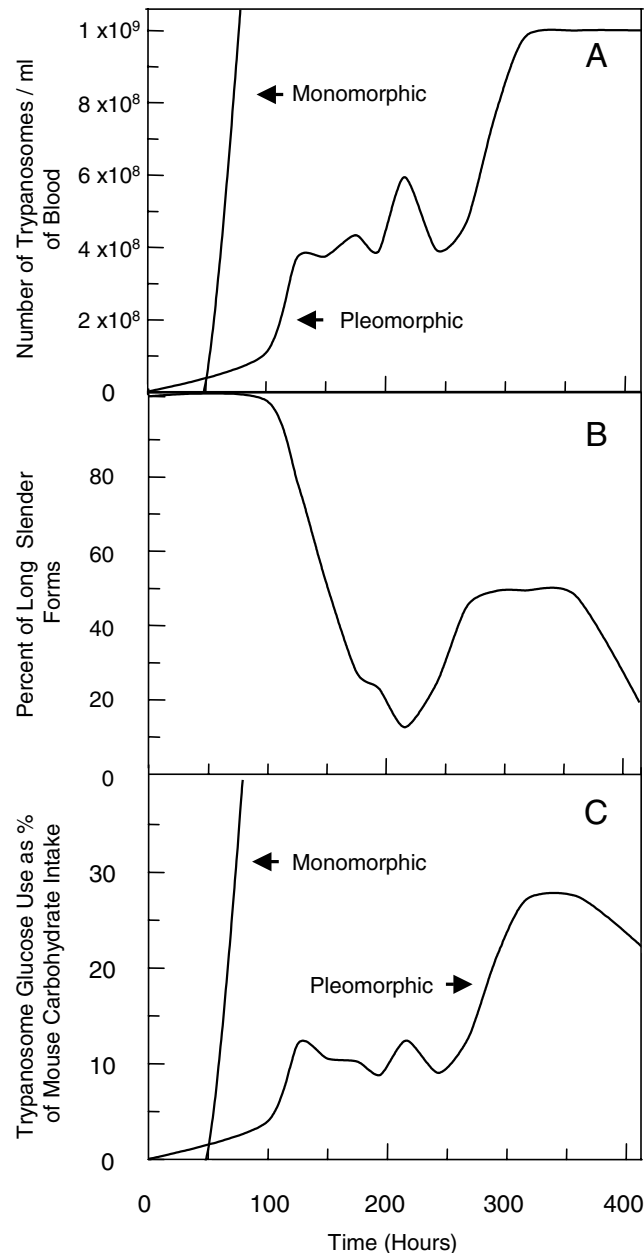 Number of Trypanosomes / ml
of Blood
1 x10⁹
8 x10⁸
6 x10⁸
4 x10⁸
2 x10⁸
0
A
Monomorphic
Pleomorphic
Percent of Long Slender
Forms
80
60
40
20
0
B
Trypanosome Glucose Use as %
of Mouse Carbohydrate Intake
30
20
10
0
C
Monomorphic
Pleomorphic
0 100 200 300 400
Time (Hours)